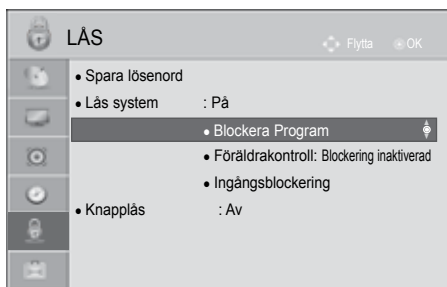 LÅS
Flytta OK
• Spara lösenord
• Lås system : På
• Blockera Program
• Föräldrakontroll: Blockering inaktiverad
• Ingångsblockering
• Knapplås : Av